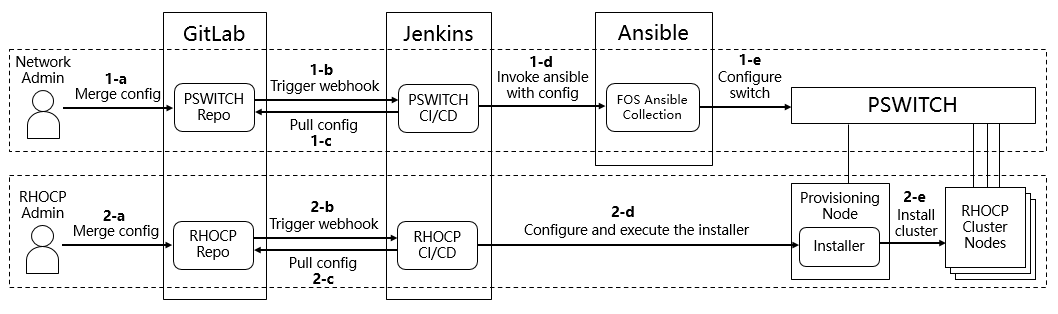 GitLab
Jenkins
Ansible
Network
Admin
1-a
Merge config
PSWITCH
Repo
1-b
Trigger webhook
Pull config
1-c
PSWITCH
CI/CD
1-d
Invoke ansible
with config
FOS Ansible
Collection
1-e
Configure
switch
PSWITCH
RHOCP
Admin
2-a
Merge config
RHOCP
Repo
2-b
Trigger webhook
Pull config
2-c
RHOCP
CI/CD
2-d
Configure and execute the installer
Provisioning
Node
Installer
2-e
Install
cluster
RHOCP
Cluster
Nodes